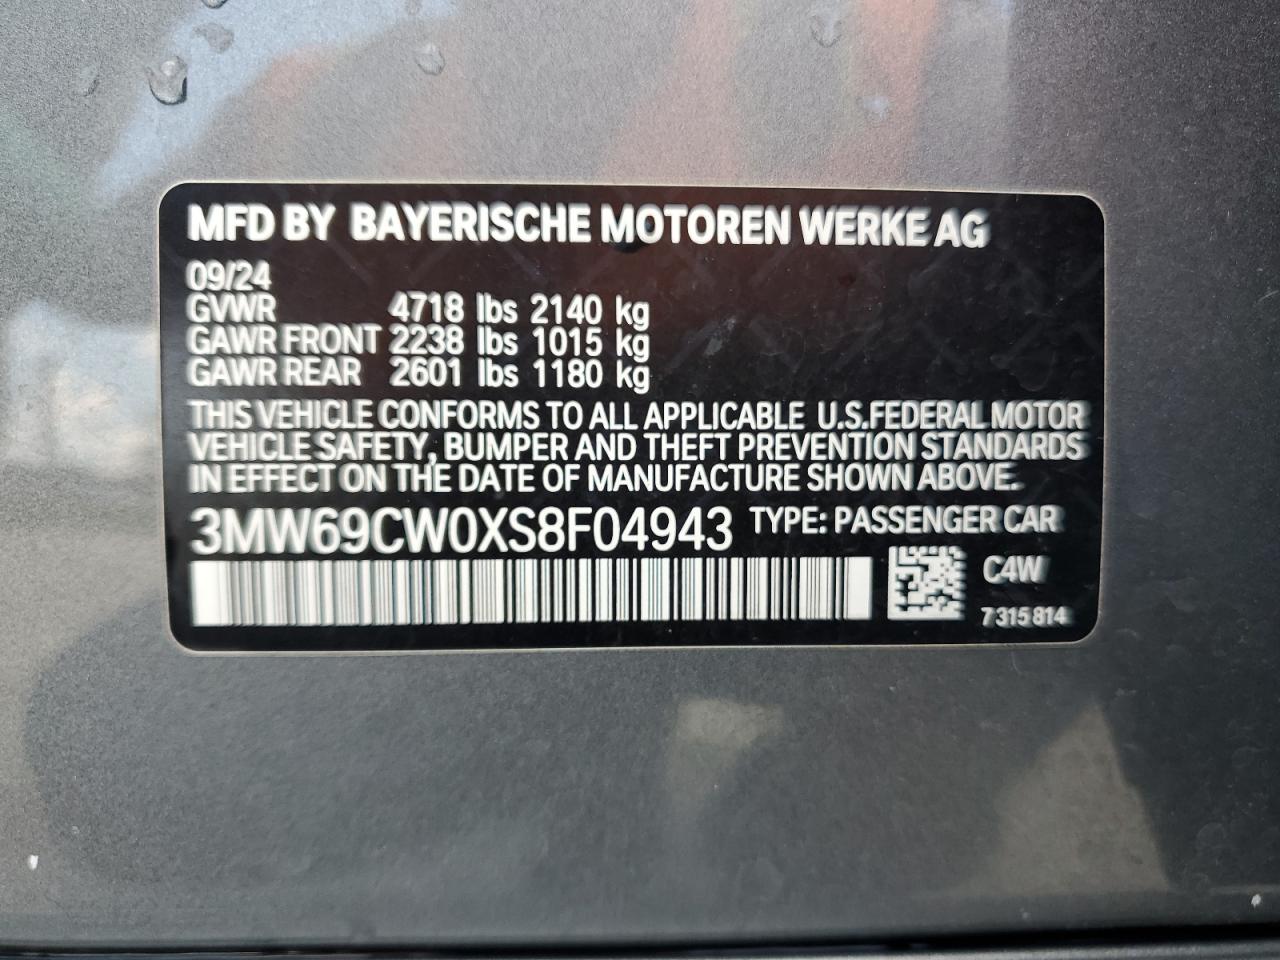 MFD BY BAYERISCHE MOTOREN WERKE AG
09/24
GVWR 4718 lbs 2140 kg
GAWR FRONT 2238 lbs 1015 kg
GAWR REAR 2601 lbs 1180 kg
THIS VEHICLE CONFORMS TO ALL APPLICABLE U.S.FEDERAL MOTOR
VEHICLE SAFETY, BUMPER AND THEFT PREVENTION STANDARDS
IN EFFECT ON THE DATE OF MANUFACTURE SHOWN ABOVE.
3MW69CW0XS8F04943 TYPE: PASSENGER CAR
C4W
7 315 814